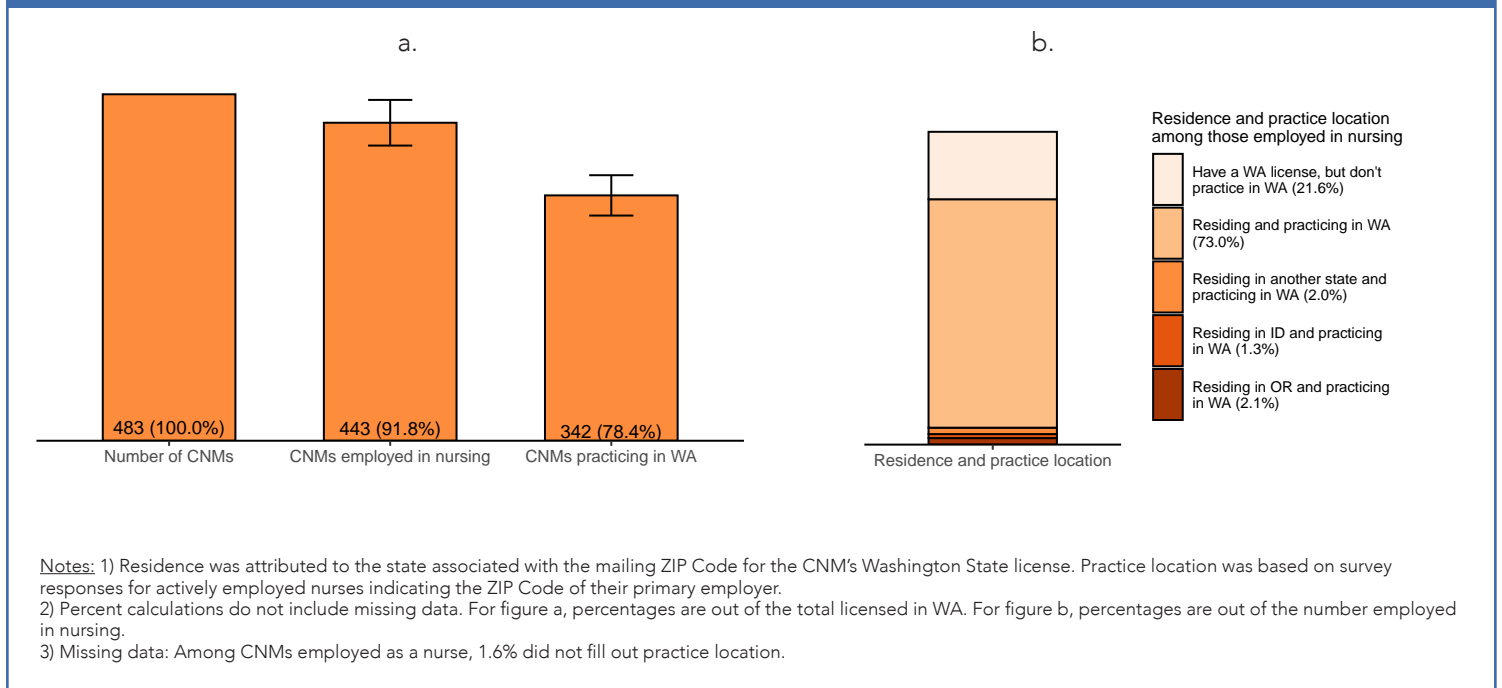 a.
483 (100.0%)
443 (91.8%)
342 (78.4%)
Number of CNMs
CNMs employed in nursing
CNMs practicing in WA
b.
Residence and practice location
Residence and practice location
among those employed in nursing
Have a WA license, but don't
practice in WA (21.6%)
Residing and practicing in WA
(73.0%)
Residing in another state and
practicing in WA (2.0%)
Residing in ID and practicing
in WA (1.3%)
Residing in OR and practicing
in WA (2.1%)
Notes: 1) Residence was attributed to the state associated with the mailing ZIP Code for the CNM’s Washington State license. Practice location was based on survey
responses for actively employed nurses indicating the ZIP Code of their primary employer.
2) Percent calculations do not include missing data. For figure a, percentages are out of the total licensed in WA. For figure b, percentages are out of the number employed
in nursing.
3) Missing data: Among CNMs employed as a nurse, 1.6% did not fill out practice location.